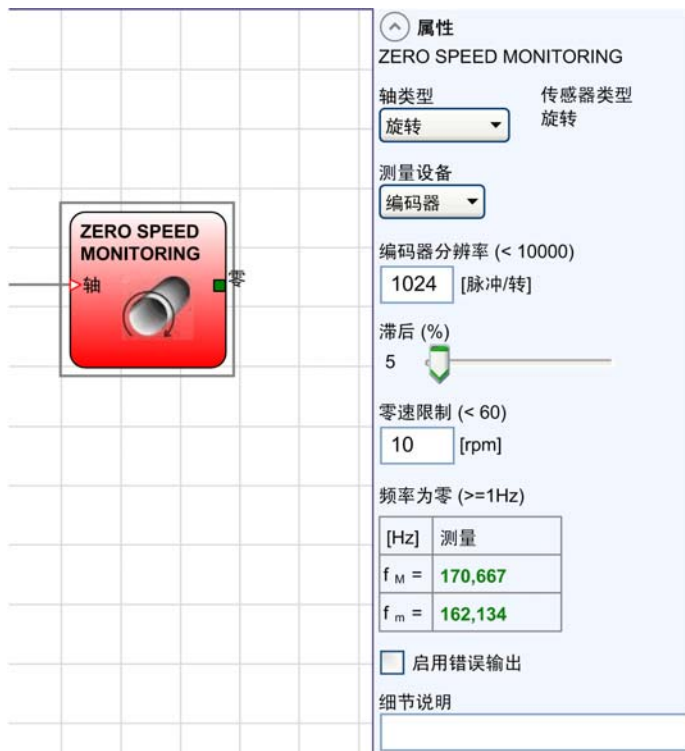 ZERO SPEED
MONITORING
轴
零
属性
ZERO SPEED MONITORING
轴类型 传感器类型
旋转 旋转
测量设备
编码器
编码器分辨率 (< 10000)
1024 [脉冲/转]
滞后 (%)
5
零速限制 (< 60)
10 [rpm]
频率为零 (>=1Hz)
[Hz] 测量
f M = 170,667
f m = 162,134
启用错误输出
细节说明